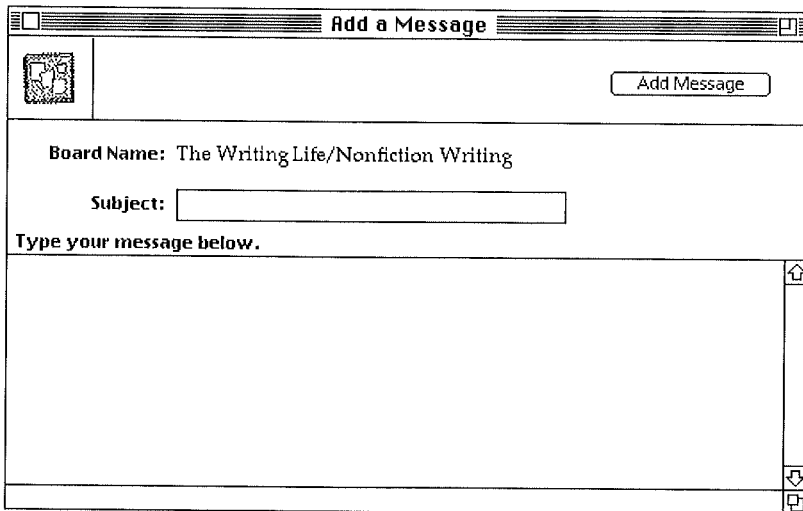 Add a Message
Add Message
Board Name: The Writing Life/Nonfiction Writing
Subject:
Type your message below.